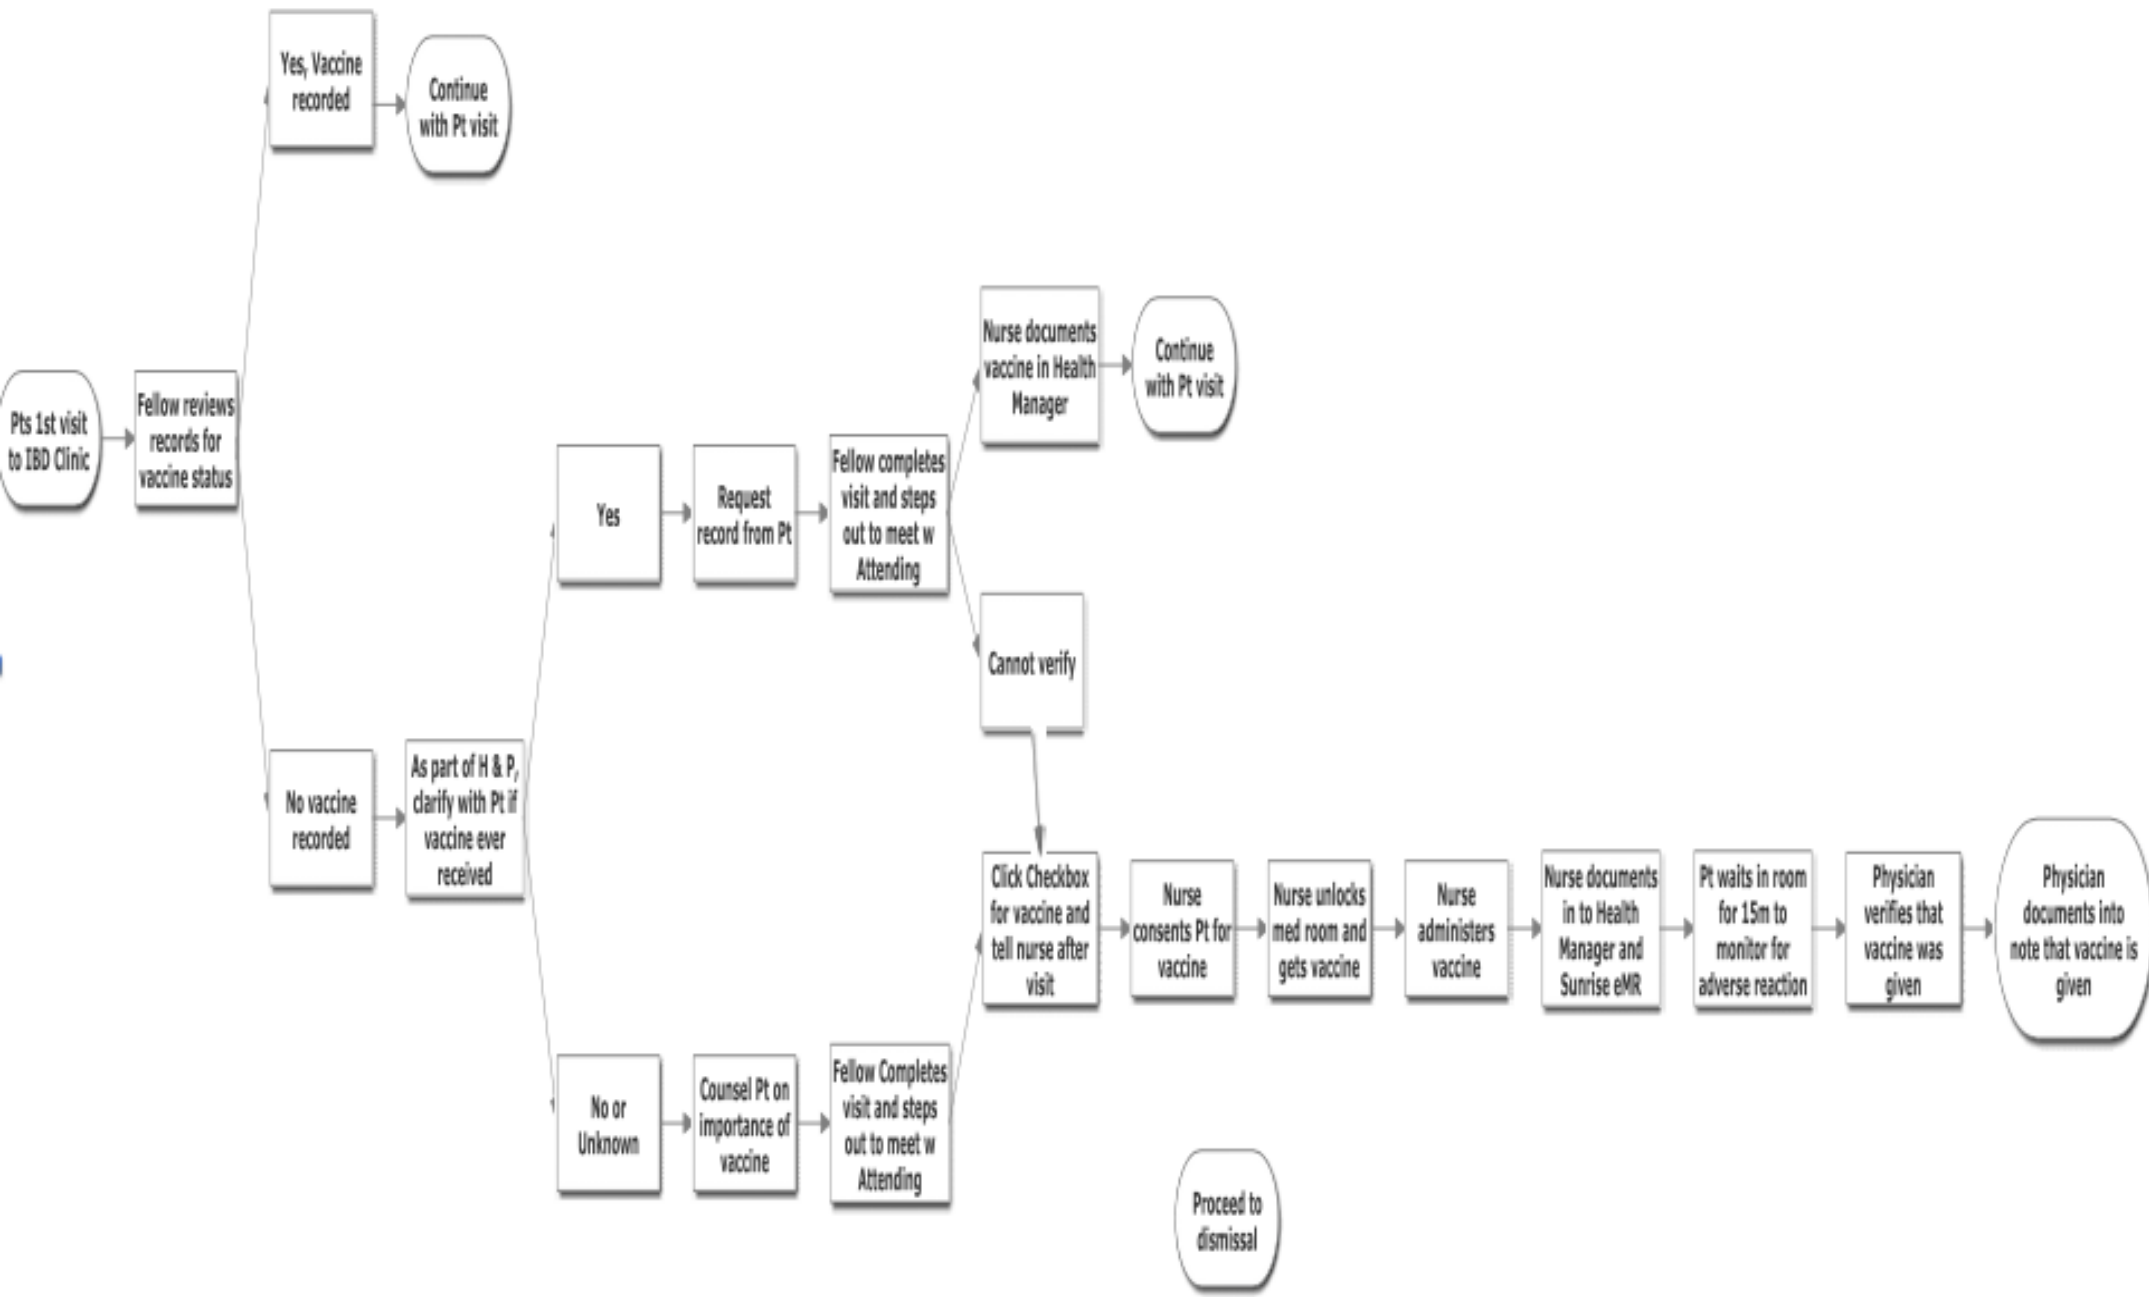 Yes, Vaccine
recorded
Continue
with Pt visit
Pts 1st visit
to IBD Clinic
Fellow reviews
records for
vaccine status
No vaccine
recorded
As part of H & P,
clarify with Pt if
vaccine ever
received
Yes
Request
record from Pt
Fellow completes
visit and steps
out to meet w
Attending
Nurse documents
vaccine in Health
Manager
Continue
with Pt visit
Cannot verify
No or
Unknown
Counsel Pt on
importance of
vaccine
Fellow Completes
visit and steps
out to meet w
Attending
Click Checkbox
for vaccine and
tell nurse after
visit
Nurse
consents Pt for
vaccine
Nurse unlocks
med room and
gets vaccine
Nurse
administers
vaccine
Nurse documents
in to Health
Manager and
Sunrise eMR
Pt waits in room
for 15m to
monitor for
adverse reaction
Physician
verifies that
vaccine was
given
Physician
documents into
note that vaccine is
given
Proceed to
dismissal